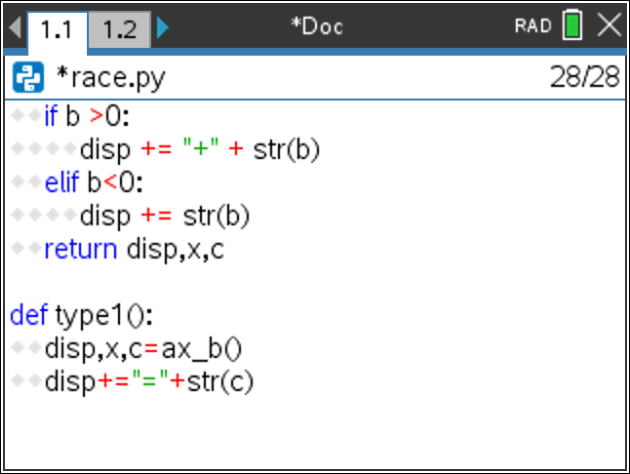 1.1 1.2 *Doc RAD
*race.py 28/28
if b >0:
disp += "+" + str(b)
elif b<0:
disp += str(b)
return disp,x,c
def type1():
disp,x,c=ax_b()
disp+="="+str(c)